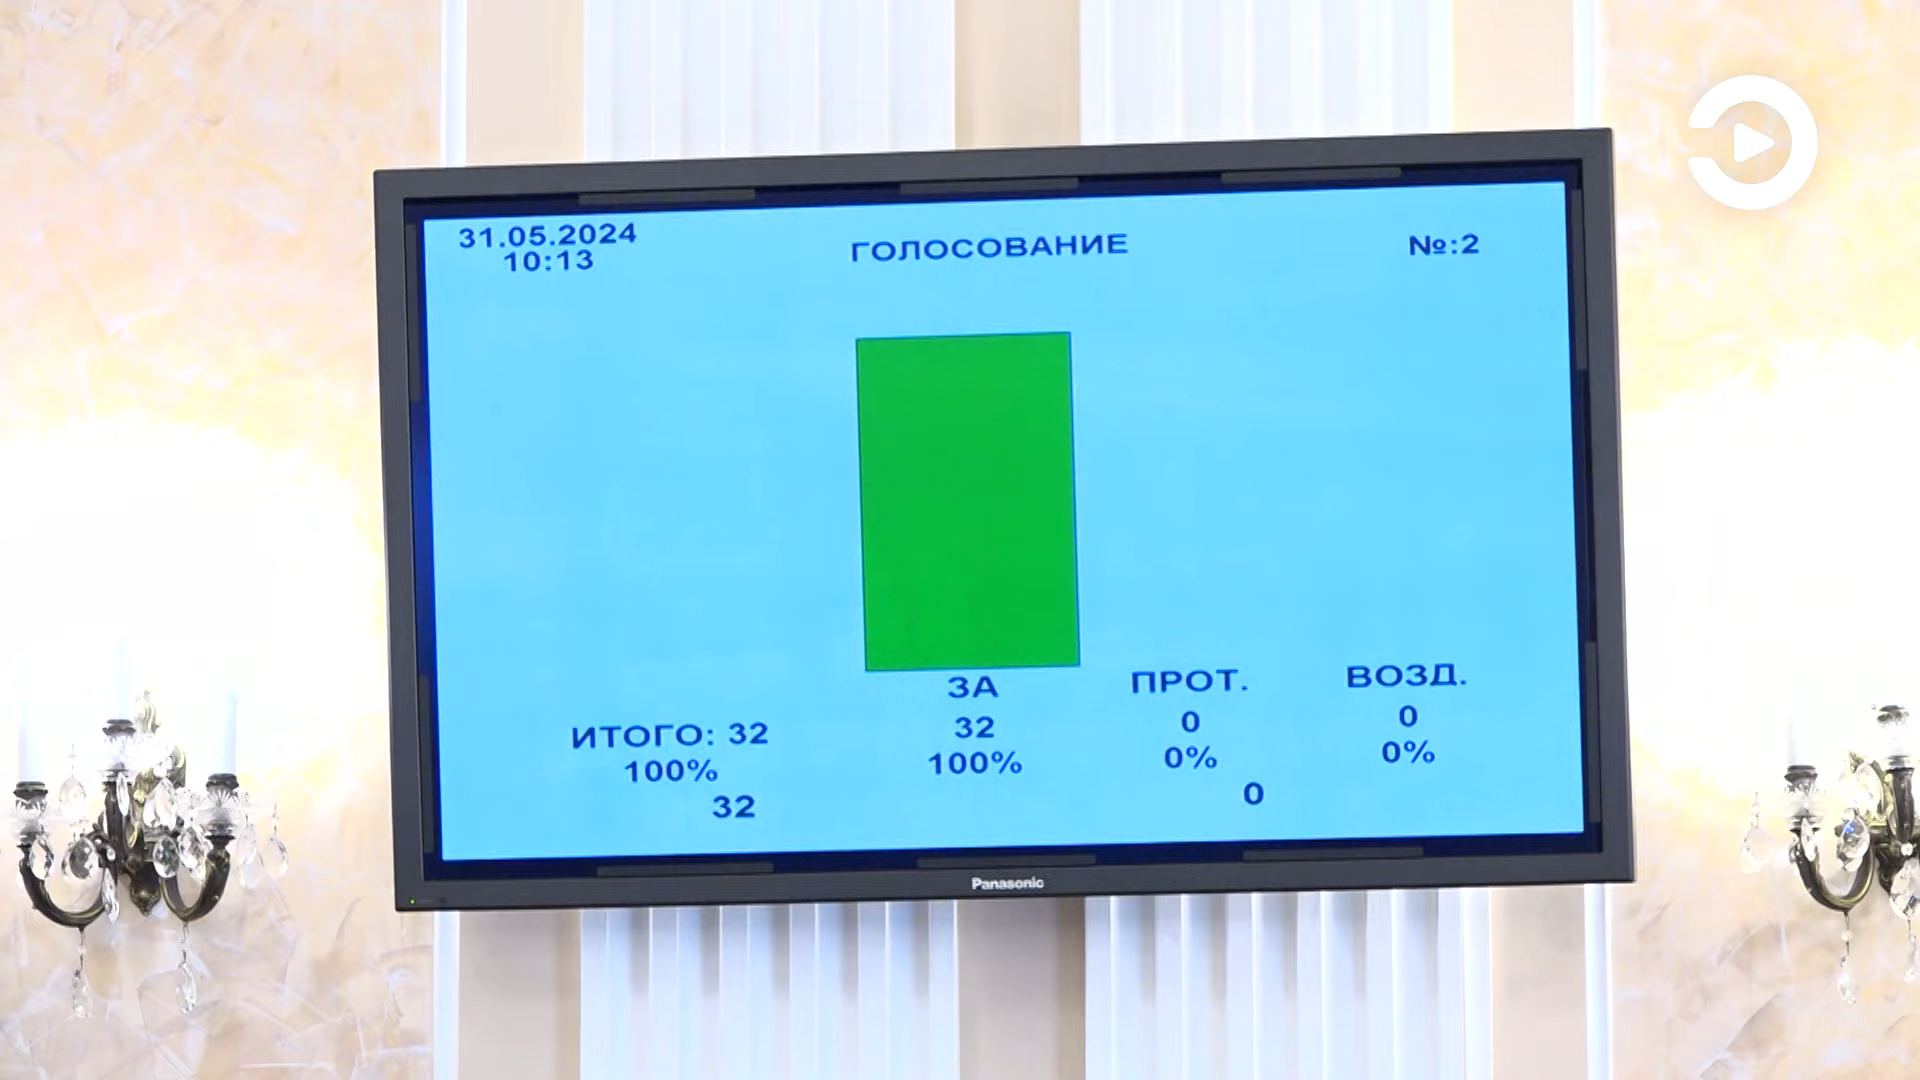 31.05.2024
10:13
ГОЛОСОВАНИЕ
№:2
ЗА
ПРОТ.
ВОЗД.
ИТОГО: 32
32
0
0
100%
100%
0%
0%
32
0
Panasonic